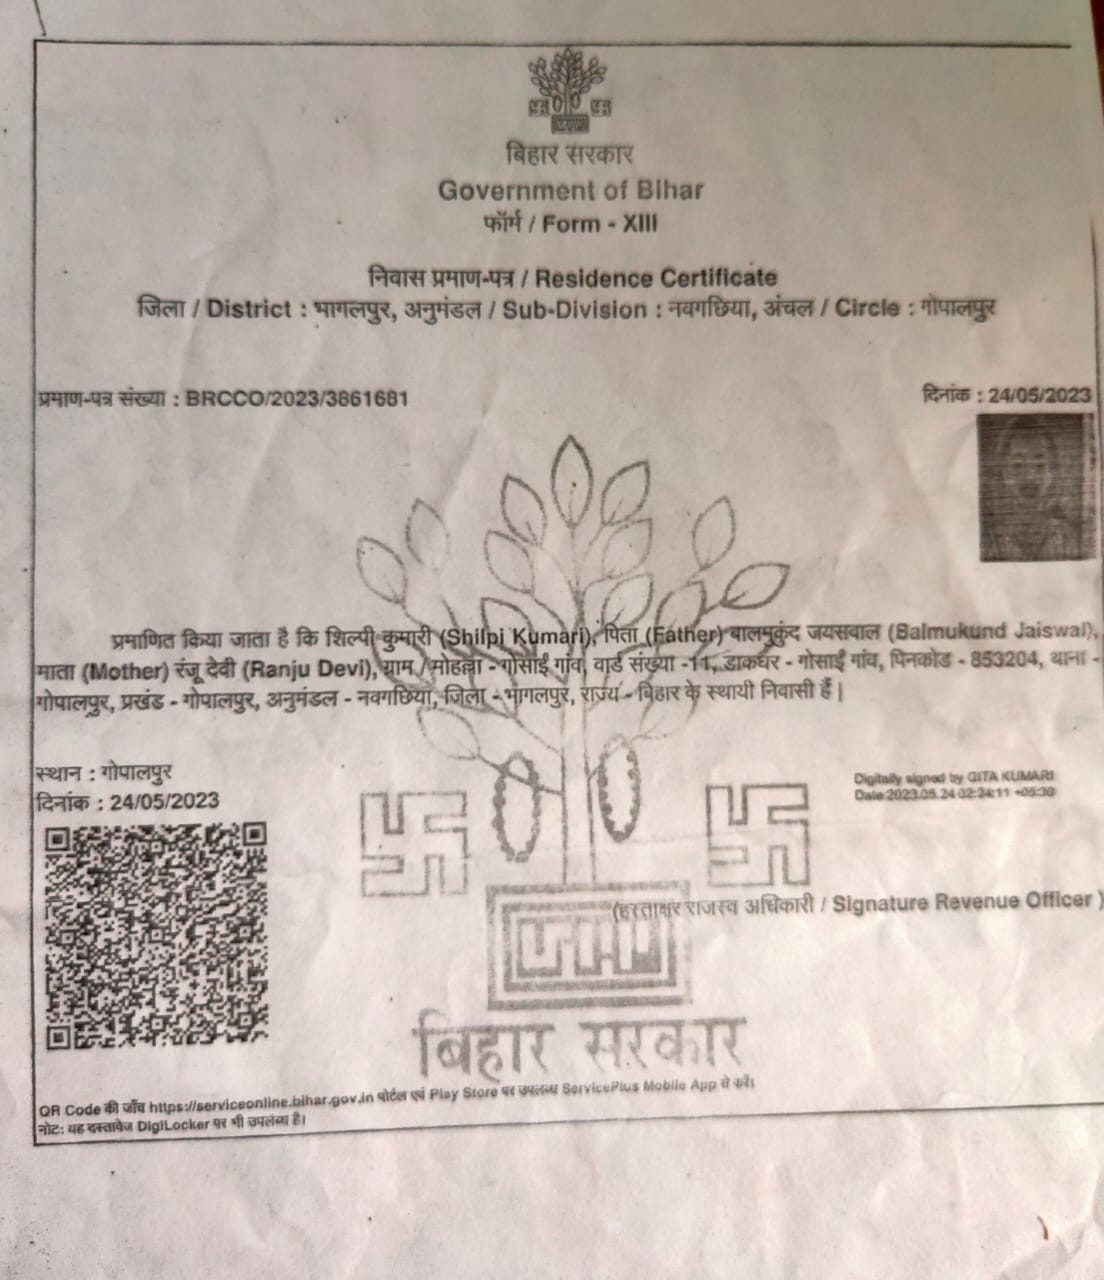 बिहार सरकार
Government of Bihar
फॉर्म / Form - XIII
निवास प्रमाण-पत्र / Residence Certificate
जिला / District : भागलपुर, अनुमंडल / Sub-Division : नवगछिया, अंचल / Circle : गोपालपुर
प्रमाण-पत्र संख्या : BRCCO/2023/3861681
दिनांक : 24/05/2023
प्रमाणित किया जाता है कि शिल्पी कुमारी (Shilpi Kumari), पिता (Father) बालमुकुंद जयसवाल (Balmukund Jaiswal),
माता (Mother) रंजू देवी (Ranju Devi), ग्राम / मोहल्ला - गोसाईं गांव, वार्ड संख्या -11, डाकघर - गोसाईं गांव, पिनकोड - 853204, थाना -
गोपालपुर, प्रखंड - गोपालपुर, अनुमंडल - नवगछिया, जिला - भागलपुर, राज्य - बिहार के स्थायी निवासी हैं |
स्थान : गोपालपुर
दिनांक : 24/05/2023
Digitally signed by GITA KUMARI
Date:2023.05.24 02:24:11 +05:30
(हस्ताक्षर राजस्व अधिकारी / Signature Revenue Officer )
बिहार सरकार
QR Code की जाँच https://serviceonline.bihar.gov.in पोर्टल एवं Play Store पर उपलब्ध ServicePlus Mobile App से करें।
नोट: यह दस्तावेज DigiLocker पर भी उपलब्ध है।